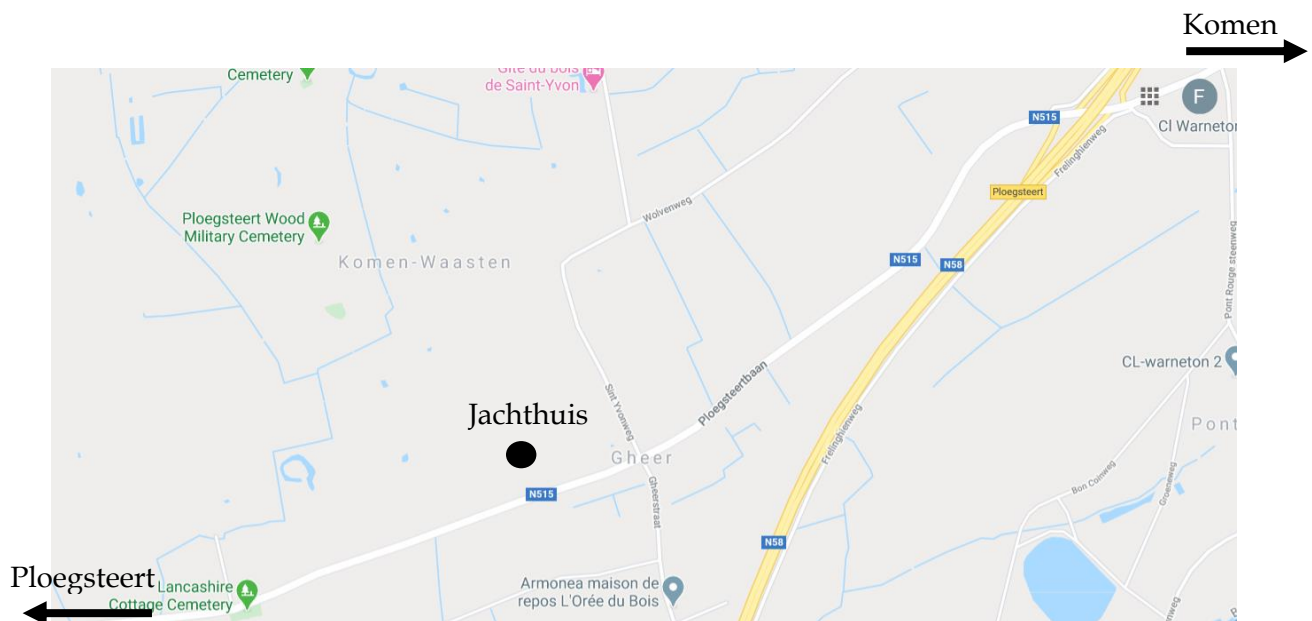 Komen
Cemetery
Gîte du bois
de Saint-Yvon
N515
F
CI Warneton
Frelinghienweg
Ploegsteert
Ploegsteert Wood
Military Cemetery
Wolvenweg
Komen-Waasten
N515
N58
Pont Rouge steenweg
CL-warneton 2
Ploegsteertbaan
Sint Yvonweg
Jachthuis
Frelinghienweg
Pont
Gheer
N515
Bon Coinweg
Groeneweg
Gheerstraat
N58
Ploegsteert
Lancashire
Cottage Cemetery
Armonea maison de
repos L'Orée du Bois